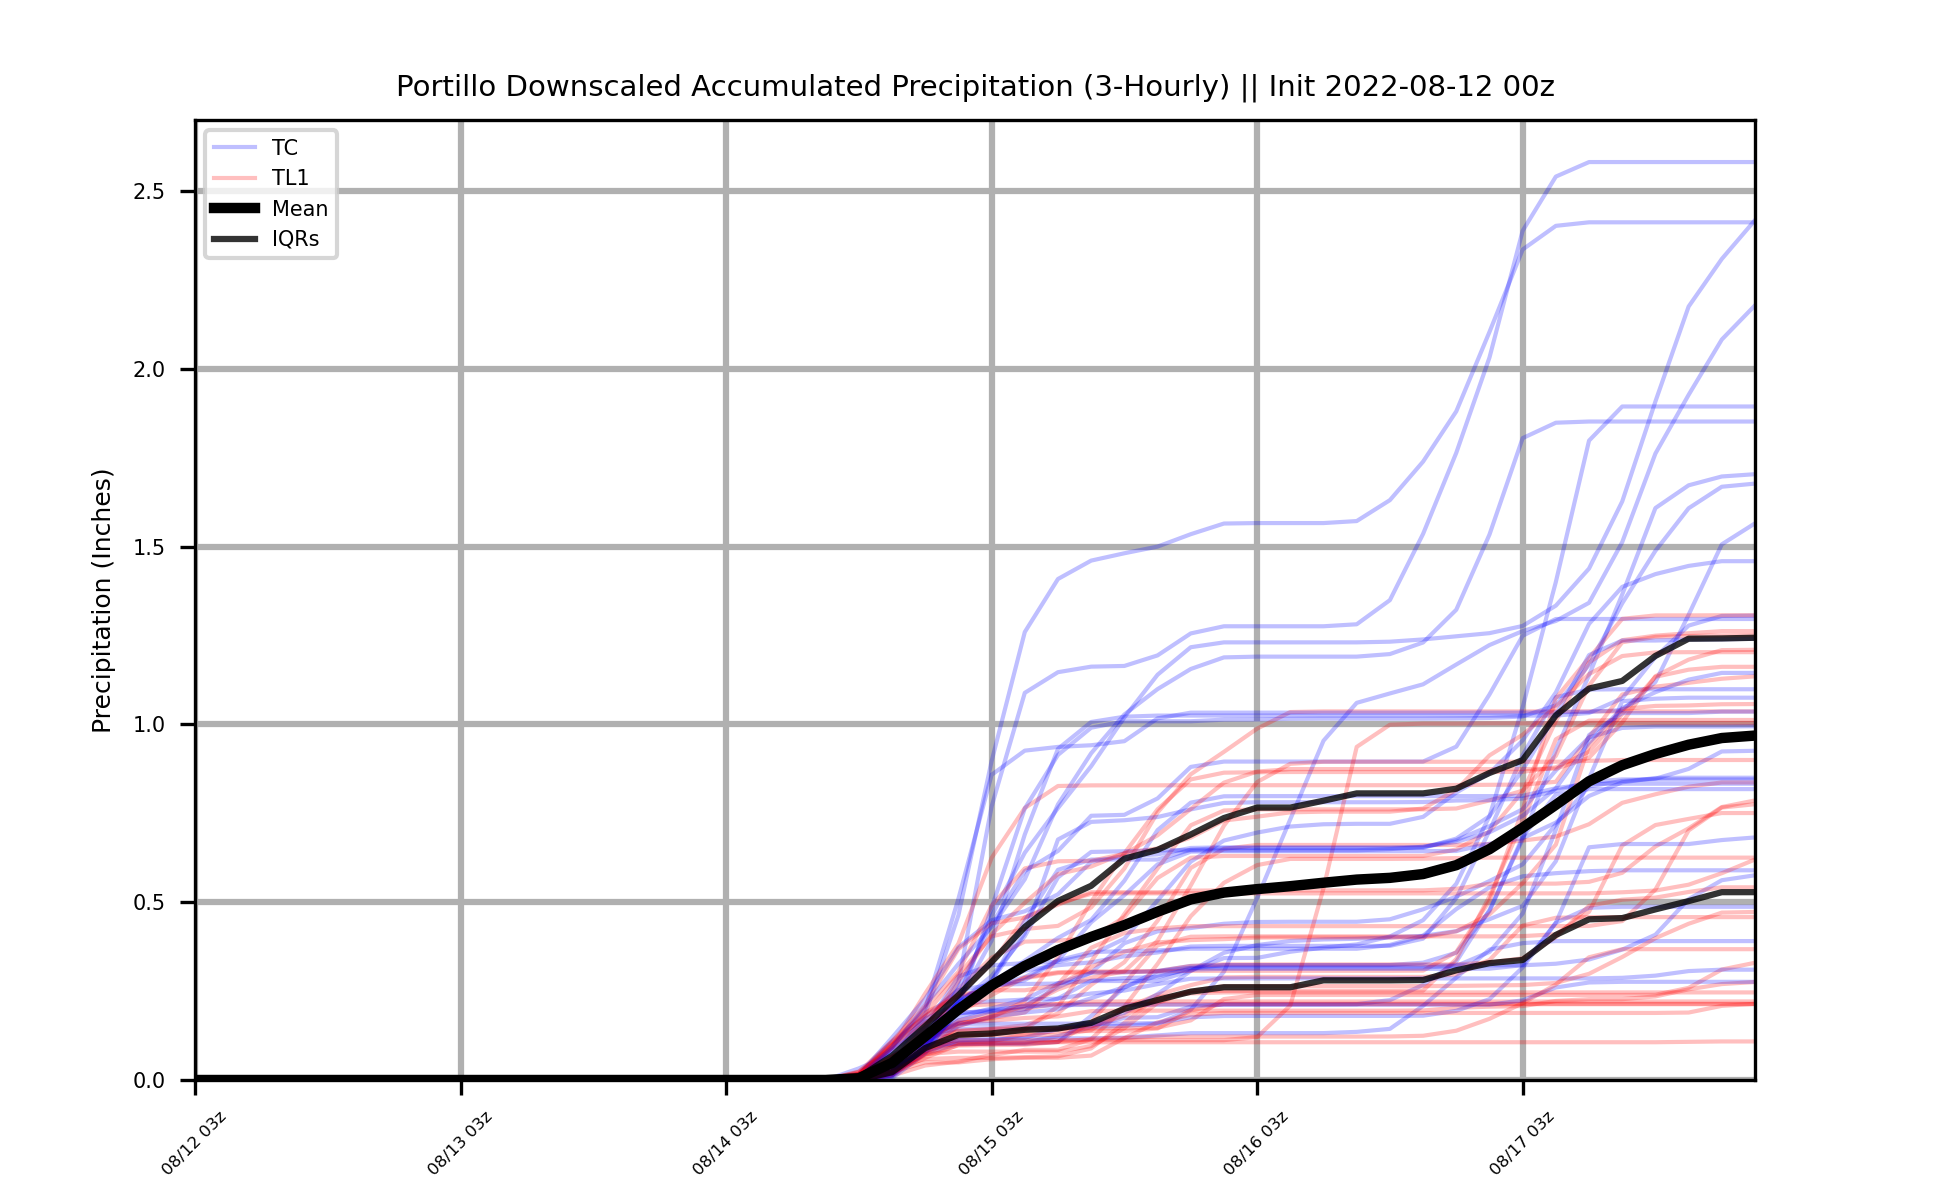 Portillo Downscaled Accumulated Precipitation (3-Hourly) || Init 2022-08-12 00z
TC
TL1
Mean
IQRs
Precipitation (Inches)
2.5
2.0
1.5
1.0
0.5
0.0
08/12 03z
08/13 03z
08/14 03z
08/15 03z
08/16 03z
08/17 03z